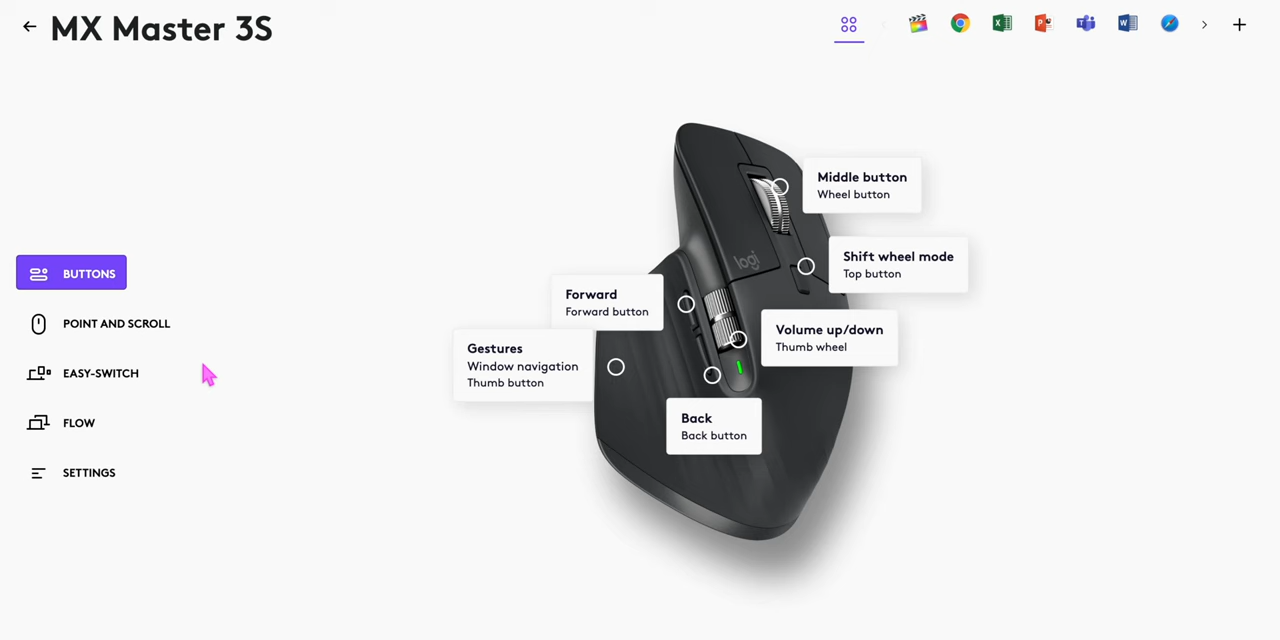 MX Master 3S
BUTTONS
POINT AND SCROLL
EASY-SWITCH
FLOW
SETTINGS
Middle button
Wheel button
Shift wheel mode
Top button
Forward
Forward button
Volume up/down
Thumb wheel
Gestures
Window navigation
Thumb button
Back
Back button
logi